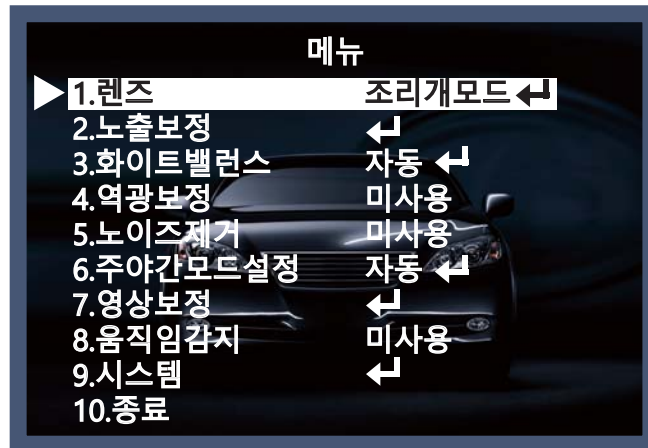 메뉴
1.렌즈 조리개모드 ↵
2.노출보정 ↵
3.화이트밸런스 자동 ↵
4.역광보정 미사용
5.노이즈제거 미사용
6.주야간모드설정 자동 ↵
7.영상보정 ↵
8.움직임감지 미사용
9.시스템 ↵
10.종료